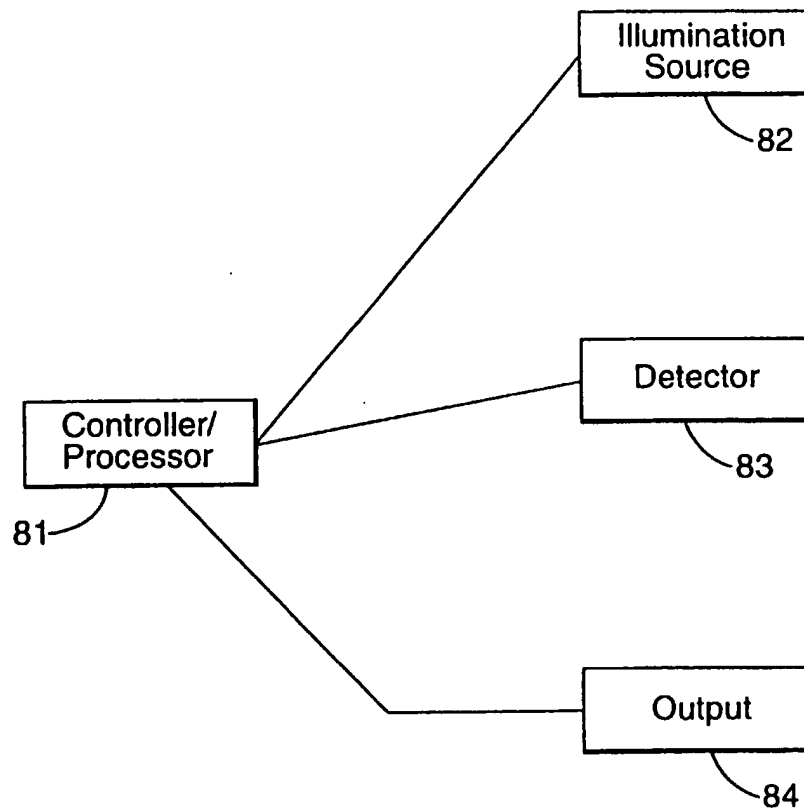 Illumination
Source
82
Detector
83
Controller/
Processor
81
Output
84